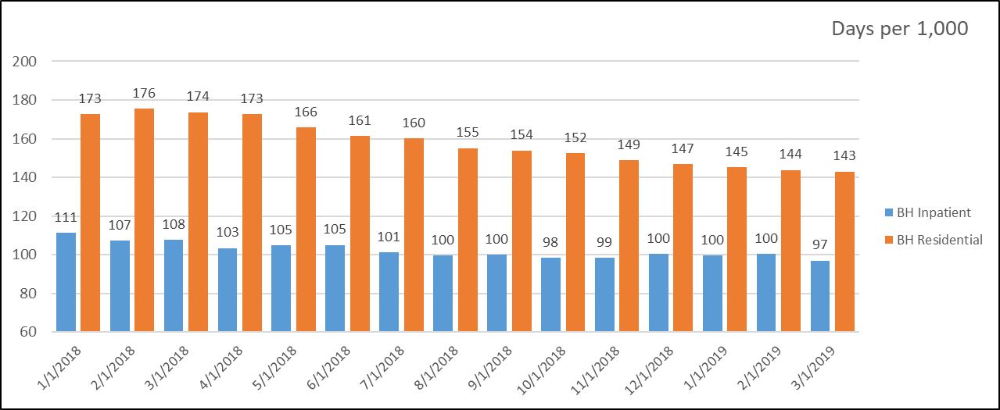 Days per 1,000
200
180
160
140
120
100
80
60
173 176 174 173 166 161 160 155 154 152 149 147 145 144 143
111 107 108 103 105 105 101 100 100 98 99 100 100 100 97
1/1/2018 2/1/2018 3/1/2018 4/1/2018 5/1/2018 6/1/2018 7/1/2018 8/1/2018 9/1/2018 10/1/2018 11/1/2018 12/1/2018 1/1/2019 2/1/2019 3/1/2019
BH Inpatient
BH Residential